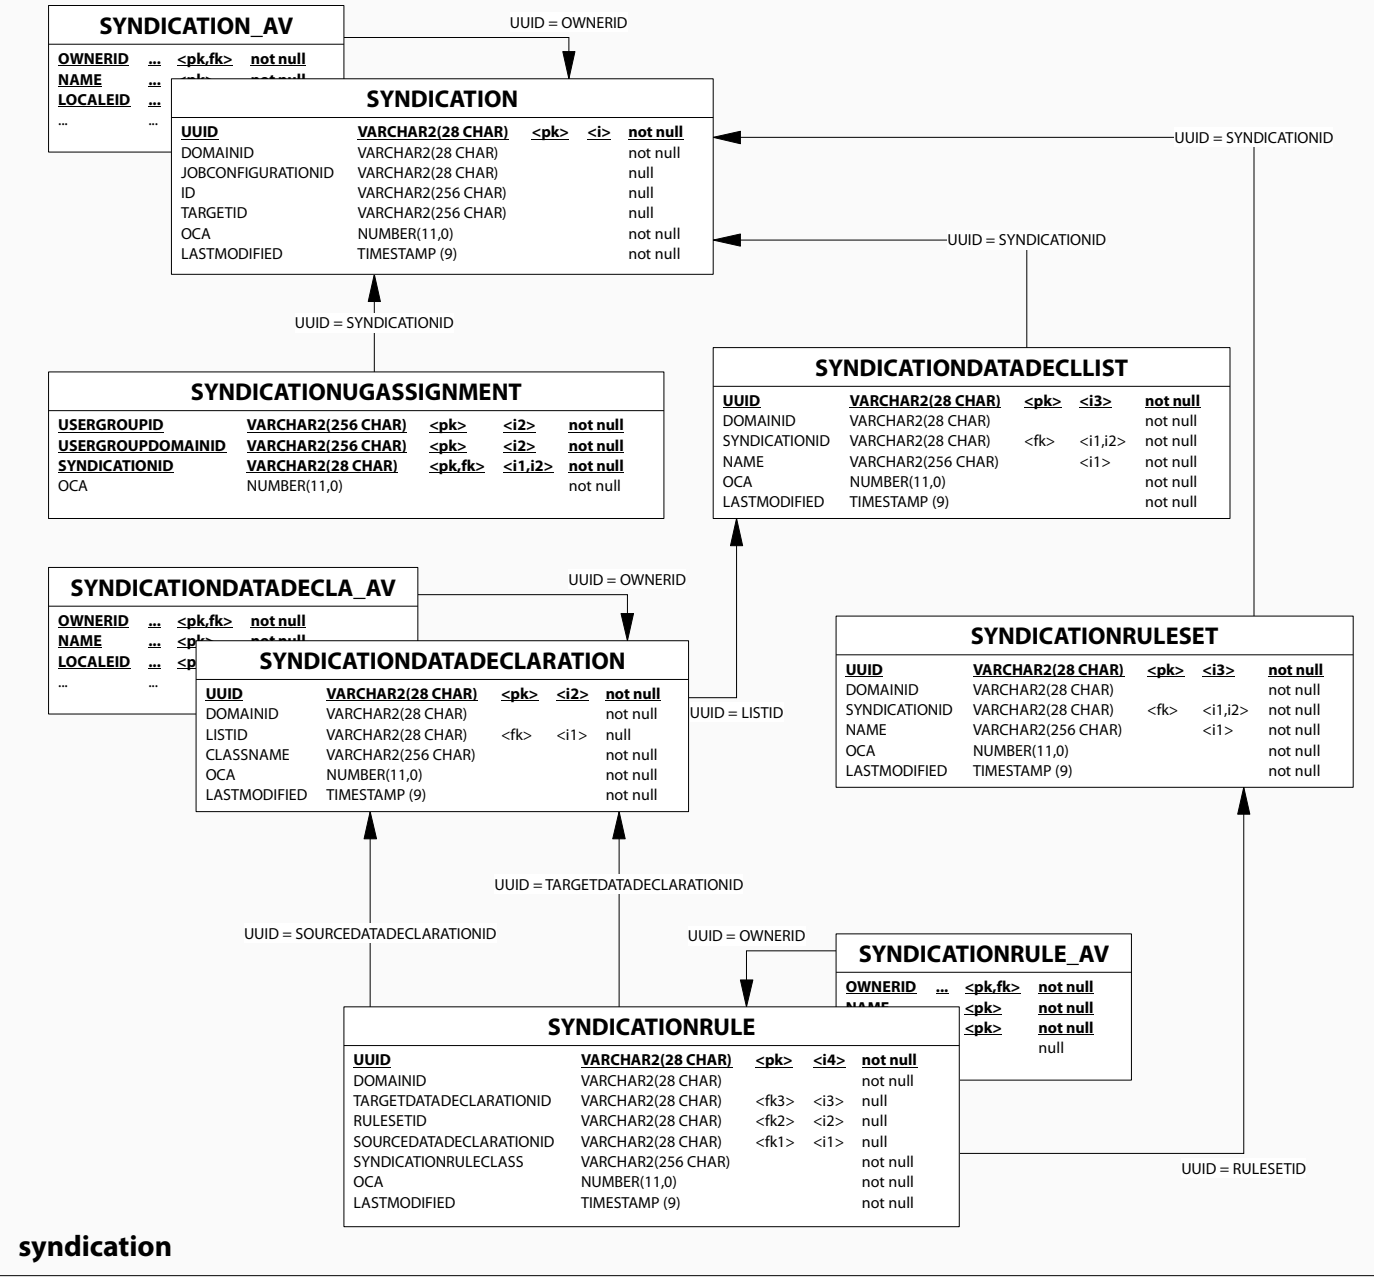 SYNDICATION_AV
OWNERID ... <pk,fk> not null
NAME ...
LOCALEID ...
... ...
UUID = OWNERID
SYNDICATION
UUID VARCHAR2(28 CHAR) <pk> <i> not null
DOMAINID VARCHAR2(28 CHAR) not null
JOBCONFIGURATIONID VARCHAR2(28 CHAR) null
ID VARCHAR2(256 CHAR) null
TARGETID VARCHAR2(256 CHAR) null
OCA NUMBER(11,0) not null
LASTMODIFIED TIMESTAMP (9) not null
UUID = SYNDICATIONID
UUID = SYNDICATIONID
UUID = SYNDICATIONID
SYNDICATIONUGASSIGNMENT
USERGROUPID VARCHAR2(256 CHAR) <pk> <i2> not null
USERGROUPDOMAINID VARCHAR2(256 CHAR) <pk> <i2> not null
SYNDICATIONID VARCHAR2(28 CHAR) <pk,fk> <i1,i2> not null
OCA NUMBER(11,0) not null
SYNDICATIONDATADECLLIST
UUID VARCHAR2(28 CHAR) <pk> <i3> not null
DOMAINID VARCHAR2(28 CHAR) not null
SYNDICATIONID VARCHAR2(28 CHAR) <fk> <i1,i2> not null
NAME VARCHAR2(256 CHAR) <i1> not null
OCA NUMBER(11,0) not null
LASTMODIFIED TIMESTAMP (9) not null
SYNDICATIONDATADECLA_AV
OWNERID ... <pk,fk> not null
NAME ... <pk> not null
LOCALEID ...
... ...
UUID = OWNERID
SYNDICATIONDATADECLARATION
UUID VARCHAR2(28 CHAR) <pk> <i2> not null
DOMAINID VARCHAR2(28 CHAR) not null
LISTID VARCHAR2(28 CHAR) <fk> <i1> null
CLASSNAME VARCHAR2(256 CHAR) not null
OCA NUMBER(11,0) not null
LASTMODIFIED TIMESTAMP (9) not null
UUID = LISTID
SYNDICATIONRULESET
UUID VARCHAR2(28 CHAR) <pk> <i3> not null
DOMAINID VARCHAR2(28 CHAR) not null
SYNDICATIONID VARCHAR2(28 CHAR) <fk> <i1,i2> not null
NAME VARCHAR2(256 CHAR) <i1> not null
OCA NUMBER(11,0) not null
LASTMODIFIED TIMESTAMP (9) not null
UUID = TARGETDATADECLARATIONID
UUID = SOURCEDATADECLARATIONID
UUID = OWNERID
SYNDICATIONRULE_AV
OWNERID ... <pk,fk> not null
NAME <pk> not null
<pk> not null
null
SYNDICATIONRULE
UUID VARCHAR2(28 CHAR) <pk> <i4> not null
DOMAINID VARCHAR2(28 CHAR) not null
TARGETDATADECLARATIONID VARCHAR2(28 CHAR) <fk3> <i3> null
RULESETID VARCHAR2(28 CHAR) <fk2> <i2> null
SOURCEDATADECLARATIONID VARCHAR2(28 CHAR) <fk1> <i1> null
SYNDICATIONRULECLASS VARCHAR2(256 CHAR) not null
OCA NUMBER(11,0) not null
LASTMODIFIED TIMESTAMP (9) not null
UUID = RULESETID
syndication